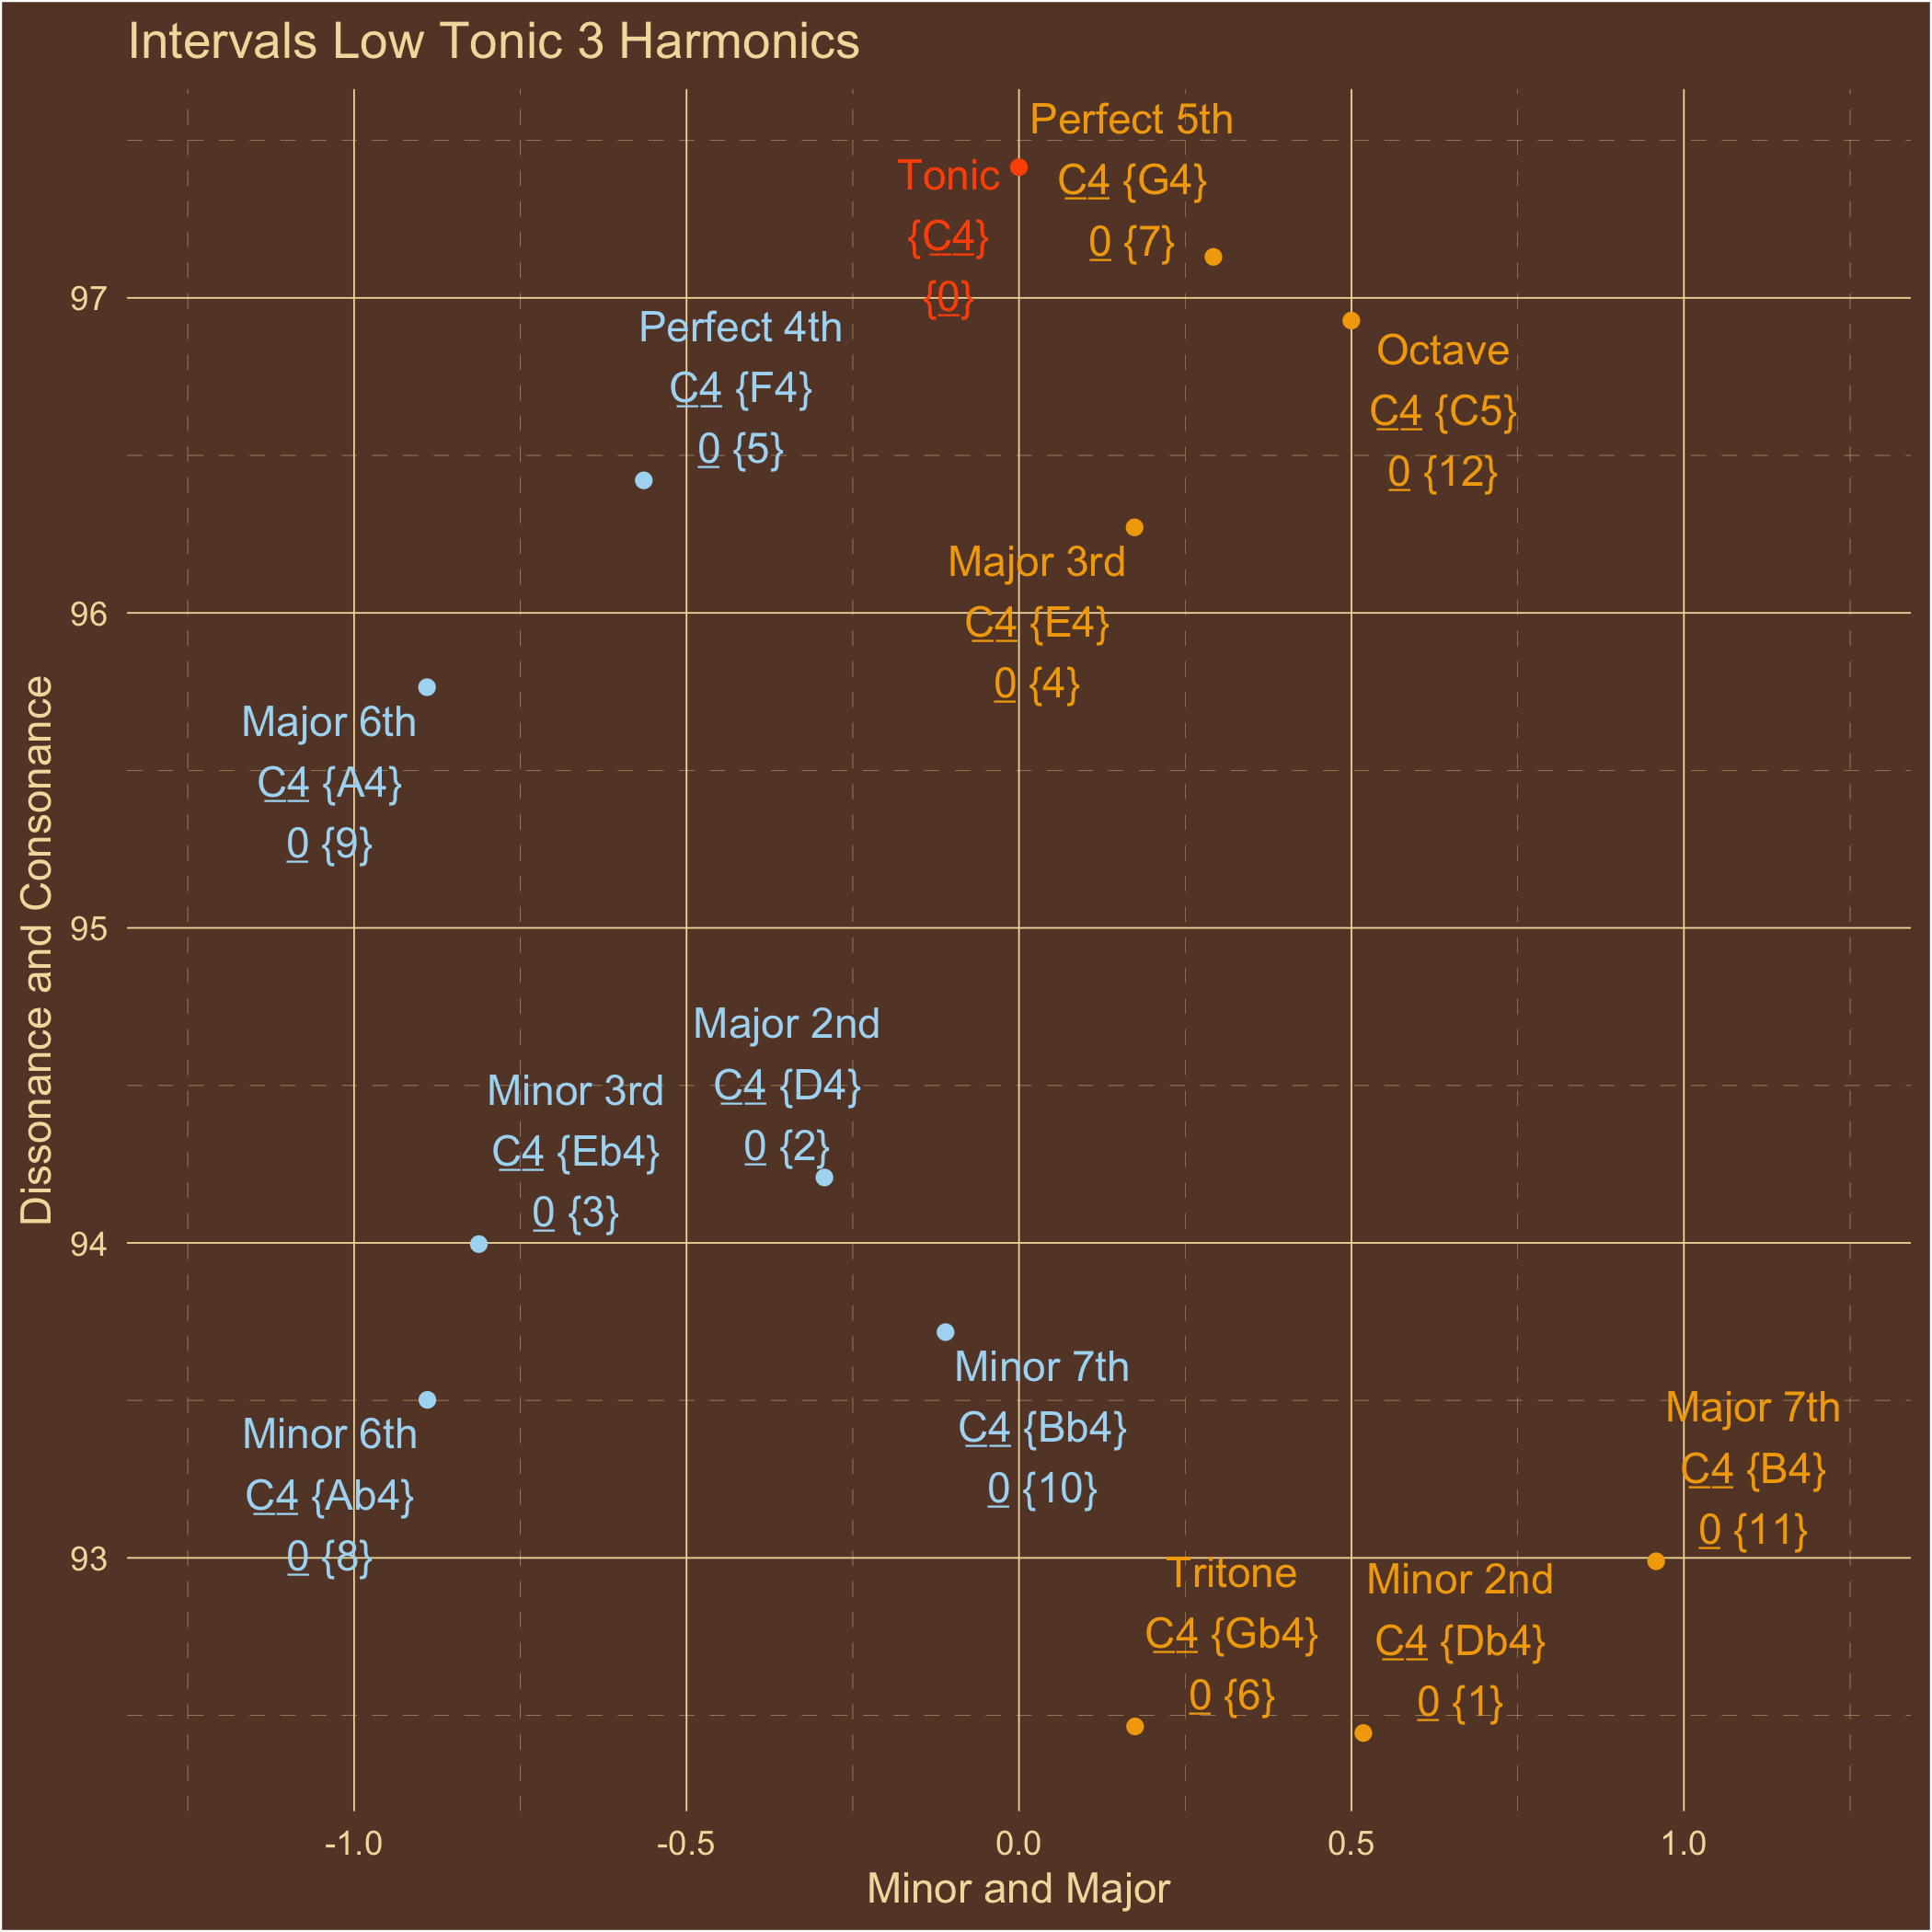 Intervals Low Tonic 3 Harmonics
Perfect 5th
C4 {G4}
0 {7}
Tonic
{C4}
{0}
Octave
C4 {C5}
0 {12}
Perfect 4th
C4 {F4}
0 {5}
Major 3rd
C4 {E4}
0 {4}
Major 6th
C4 {A4}
0 {9}
Major 2nd
C4 {D4}
0 {2}
Minor 3rd
C4 {Eb4}
0 {3}
Minor 7th
C4 {Bb4}
0 {10}
Minor 6th
C4 {Ab4}
0 {8}
Major 7th
C4 {B4}
0 {11}
Tritone
C4 {Gb4}
0 {6}
Minor 2nd
C4 {Db4}
0 {1}
97
96
95
94
93
Dissonance and Consonance
-1.0
-0.5
0.0
0.5
1.0
Minor and Major